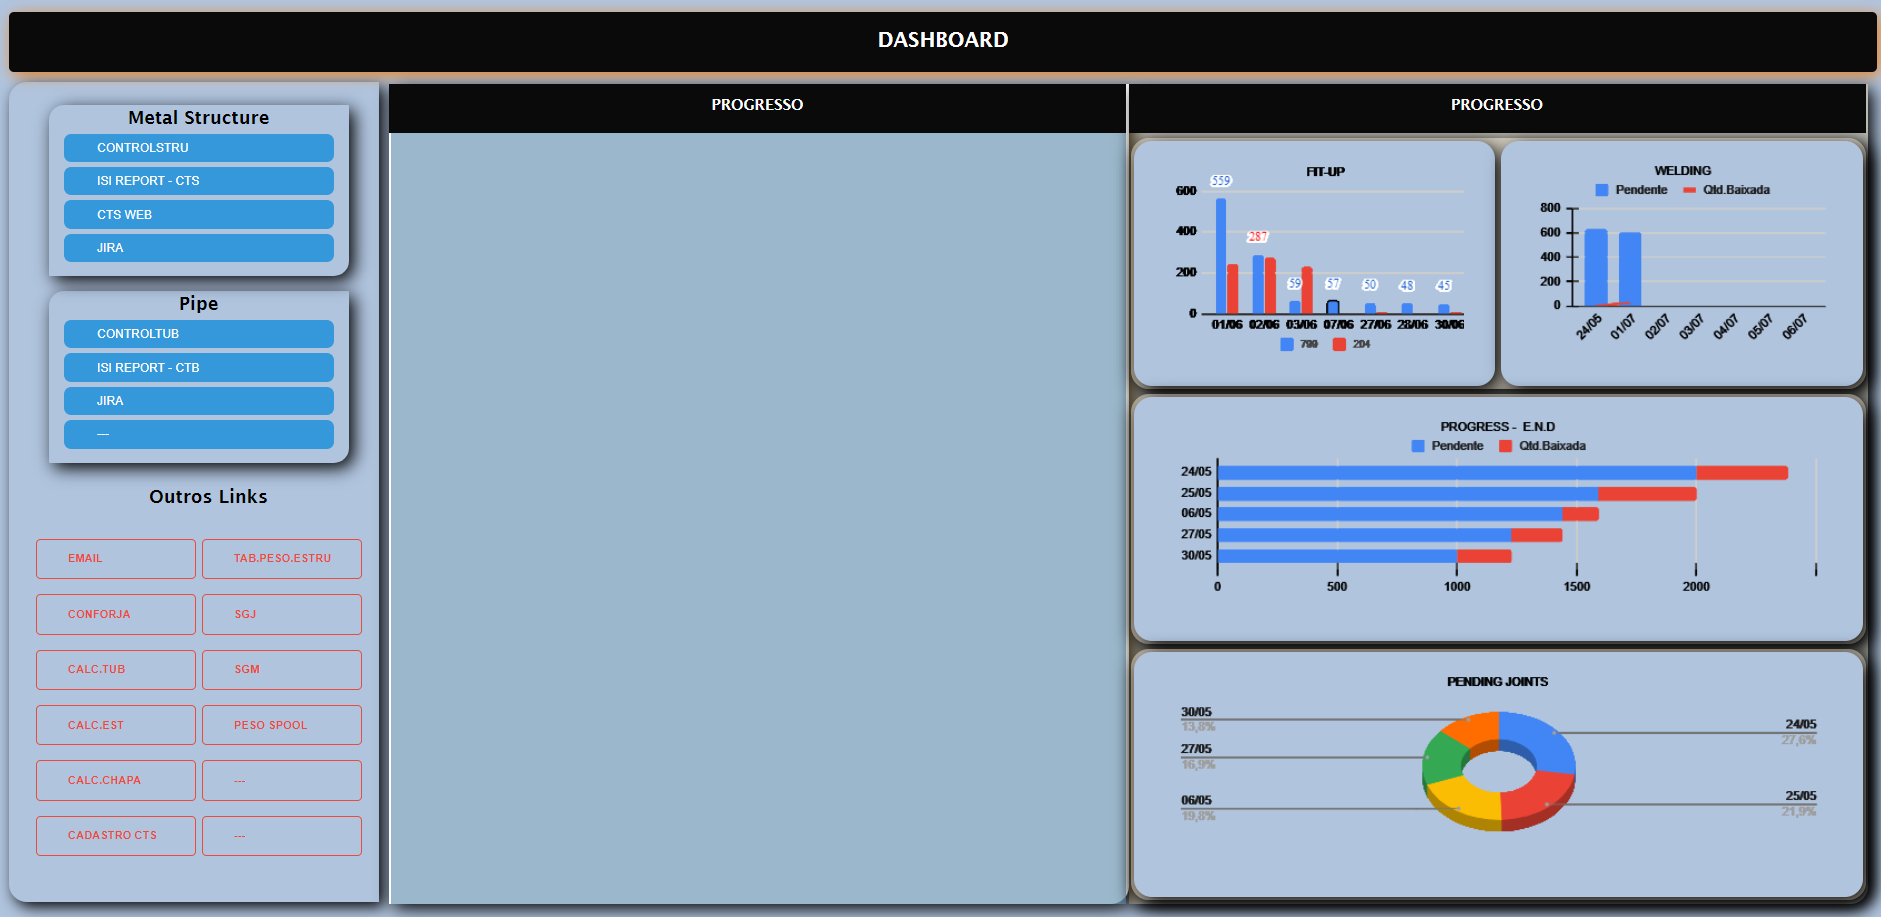 DASHBOARD
Metal Structure
CONTROLSTRU
ISI REPORT - CTS
CTS WEB
JIRA
Pipe
CONTROLTUB
ISI REPORT - CTB
JIRA
---
Outros Links
EMAIL
TAB.PESO.ESTRU
CONFORJA
SGJ
CALC.TUB
SGM
CALC.EST
PESO SPOOL
CALC.CHAPA
---
CADASTRO CTS
---
PROGRESSO
PROGRESSO
FIT-UP
600
400
200
0
559
287
59
57
50
48
45
01/06 02/06 03/06 07/06 27/06 28/06 30/06
799 204
WELDING
Pendente Qtd.Baixada
800
600
400
200
0
24/05 01/07 02/07 03/07 04/07 05/07 06/07
PROGRESS - E.N.D
Pendente Qtd.Baixada
24/05
25/05
06/05
27/05
30/05
0 500 1000 1500 2000
PENDING JOINTS
30/05
13,8%
27/05
16,9%
06/05
19,8%
24/05
27,6%
25/05
21,9%